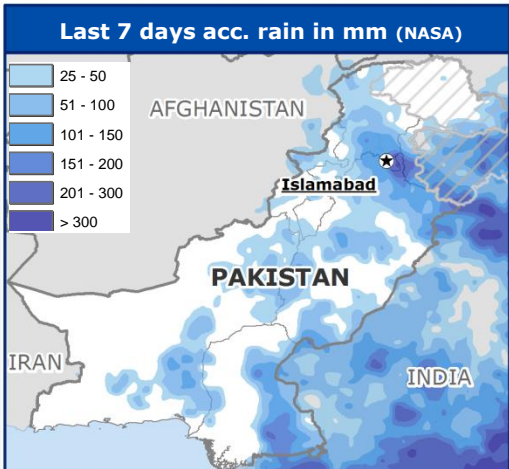 Last 7 days acc. rain in mm (NASA)
25 - 50
51 - 100
101 - 150
151 - 200
201 - 300
> 300
AFGHANISTAN
Islamabad
PAKISTAN
IRAN
INDIA